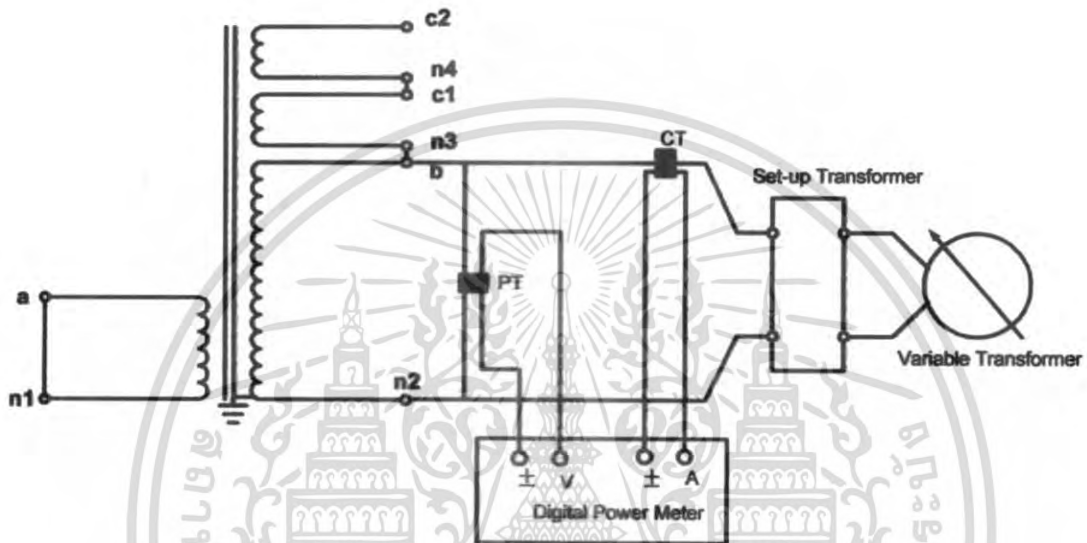 c2
n4
c1
n3
b
CT
Set-up Transformer
PT
a
Variable Transformer
n1
n2
± V ± A
Digital Power Meter